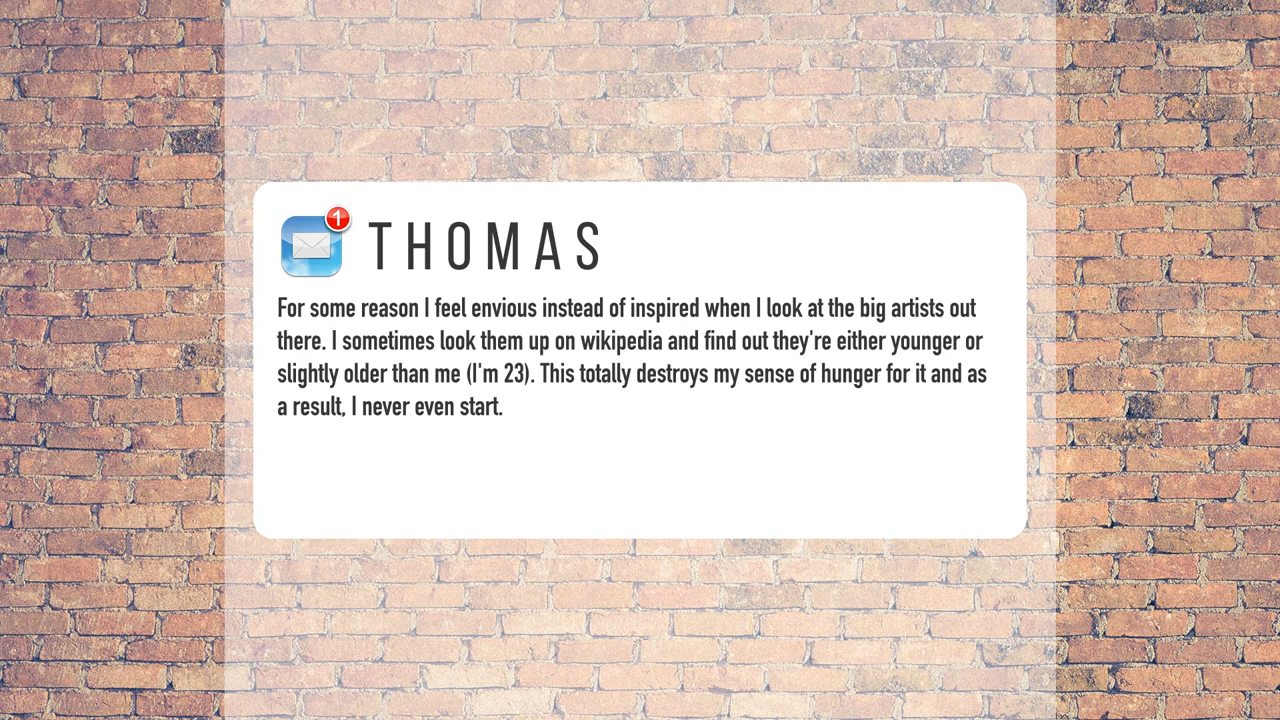 1
THOMAS
For some reason I feel envious instead of inspired when I look at the big artists out
there. I sometimes look them up on wikipedia and find out they're either younger or
slightly older than me (I'm 23). This totally destroys my sense of hunger for it and as
a result, I never even start.